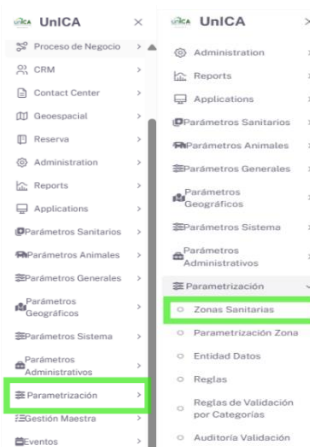 UnICA
Proceso de Negocio
CRM
Contact Center
Geoespacial
Reserva
Administration
Reports
Applications
Parámetros Sanitarios
Parámetros Animales
Parámetros Generales
Parámetros
Geográficos
Parámetros Sistema
Parámetros
Administrativos
Parametrización
Gestión Maestra
Eventos
UnICA
Administration
Reports
Applications
Parámetros Sanitarios
Parámetros Animales
Parámetros Generales
Parámetros
Geográficos
Parámetros Sistema
Parámetros
Administrativos
Parametrización
Zonas Sanitarias
Parametrización Zona
Entidad Datos
Reglas
Reglas de Validación
por Categorías
Auditoría Validación